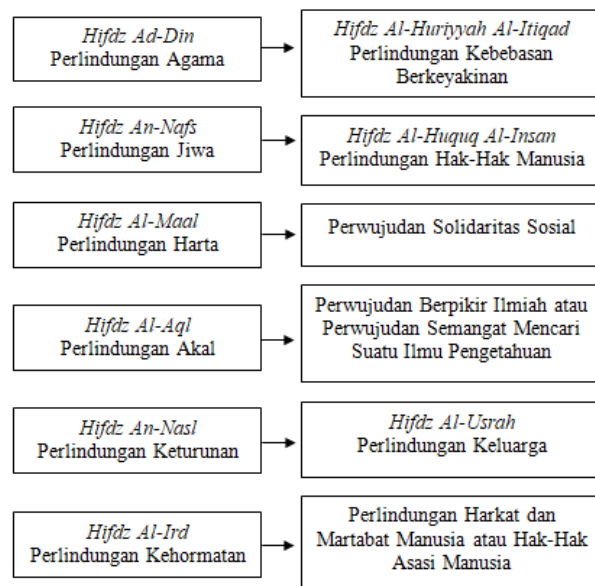 Hifdz Ad-Din
Perlindungan Agama
Hifdz Al-Huriyyah Al-Itiqad
Perlindungan Kebebasan
Berkeyakinan
Hifdz An-Nafs
Perlindungan Jiwa
Hifdz Al-Huquq Al-Insan
Perlindungan Hak-Hak Manusia
Hifdz Al-Maal
Perlindungan Harta
Perwujudan Solidaritas Sosial
Hifdz Al-Aql
Perlindungan Akal
Perwujudan Berpikir Ilmiah atau
Perwujudan Semangat Mencari
Suatu Ilmu Pengetahuan
Hifdz An-Nasl
Perlindungan Keturunan
Hifdz Al-Usrah
Perlindungan Keluarga
Hifdz Al-Ird
Perlindungan Kehormatan
Perlindungan Harkat dan
Martabat Manusia atau Hak-Hak
Asasi Manusia